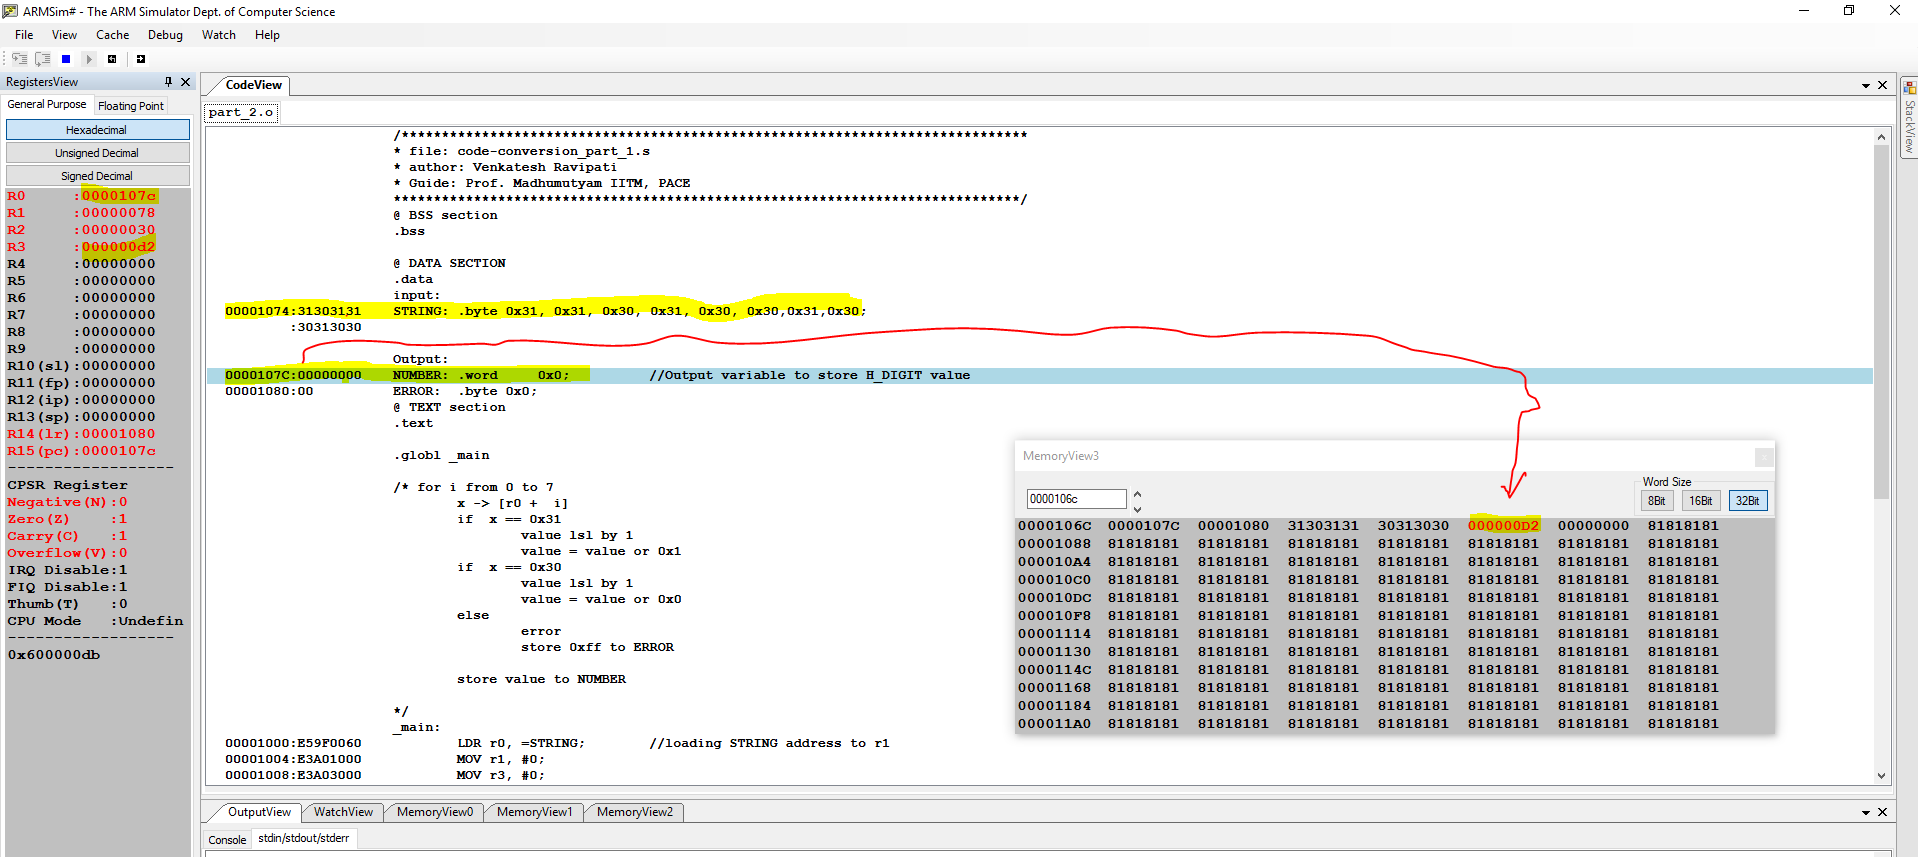 ARMSim# - The ARM Simulator Dept. of Computer Science
File View Cache Debug Watch Help
RegistersView
General Purpose Floating Point
Hexadecimal
Unsigned Decimal
Signed Decimal
R0 :0000107c
R1 :00000078
R2 :00000030
R3 :000000d2
R4 :00000000
R5 :00000000
R6 :00000000
R7 :00000000
R8 :00000000
R9 :00000000
R10(sl):00000000
R11(fp):00000000
R12(ip):00000000
R13(sp):00000000
R14(lr):00001080
R15(pc):0000107c
------------------
CPSR Register
Negative(N):0
Zero(Z) :1
Carry(C) :1
Overflow(V):0
IRQ Disable:1
FIQ Disable:1
Thumb(T) :0
CPU Mode :Undefin
------------------
0x600000db
CodeView
part_2.o
/******************************************************************************
* file: code-conversion_part_1.s
* author: Venkatesh Ravipati
* Guide: Prof. Madhumutyam IITM, PACE
******************************************************************************/
@ BSS section
.bss
@ DATA SECTION
.data
input:
00001074:31303131 STRING: .byte 0x31, 0x31, 0x30, 0x31, 0x30, 0x30,0x31,0x30;
:30313030
Output:
0000107C:00000000 NUMBER: .word 0x0; //Output variable to store H_DIGIT value
00001080:00 ERROR: .byte 0x0;
@ TEXT section
.text
.globl _main
/* for i from 0 to 7
x -> [r0 + i]
if x == 0x31
value lsl by 1
value = value or 0x1
if x == 0x30
value lsl by 1
value = value or 0x0
else
error
store 0xff to ERROR
store value to NUMBER
*/
_main:
00001000:E59F0060 LDR r0, =STRING; //loading STRING address to r1
00001004:E3A01000 MOV r1, #0;
00001008:E3A03000 MOV r3, #0;
MemoryView3
0000106c
Word Size
8Bit 16Bit 32Bit
0000106C 0000107C 00001080 31303131 30313030 000000D2 00000000 81818181
00001088 81818181 81818181 81818181 81818181 81818181 81818181 81818181
000010A4 81818181 81818181 81818181 81818181 81818181 81818181 81818181
000010C0 81818181 81818181 81818181 81818181 81818181 81818181 81818181
000010DC 81818181 81818181 81818181 81818181 81818181 81818181 81818181
000010F8 81818181 81818181 81818181 81818181 81818181 81818181 81818181
00001114 81818181 81818181 81818181 81818181 81818181 81818181 81818181
00001130 81818181 81818181 81818181 81818181 81818181 81818181 81818181
0000114C 81818181 81818181 81818181 81818181 81818181 81818181 81818181
00001168 81818181 81818181 81818181 81818181 81818181 81818181 81818181
00001184 81818181 81818181 81818181 81818181 81818181 81818181 81818181
000011A0 81818181 81818181 81818181 81818181 81818181 81818181 81818181
StackView
OutputView WatchView MemoryView0 MemoryView1 MemoryView2
Console stdin/stdout/stderr